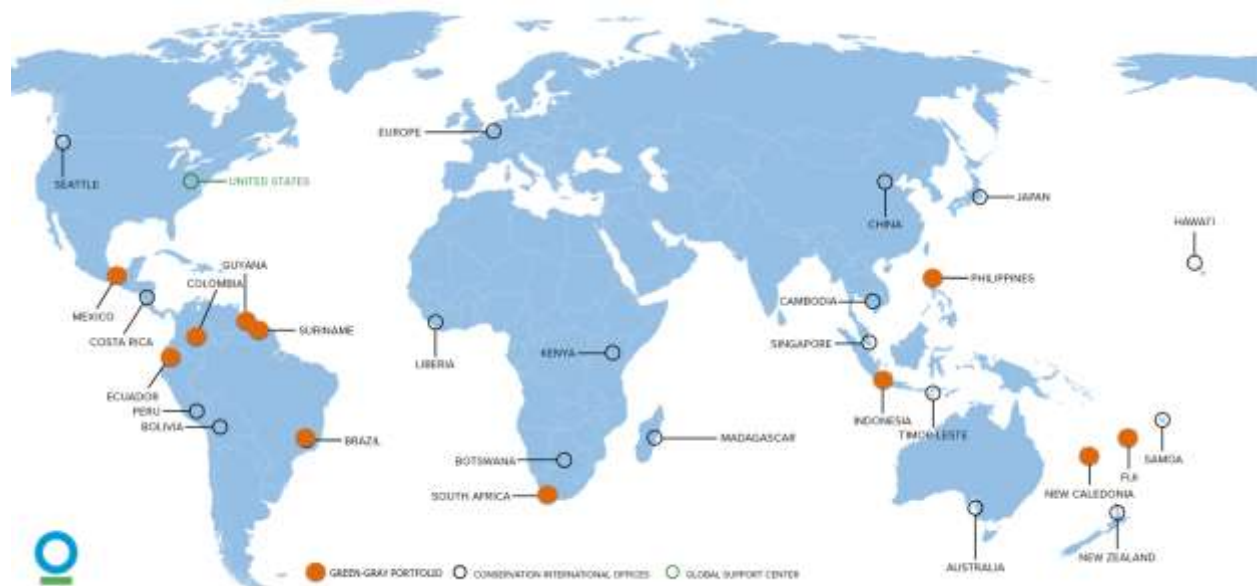 EUROPE
SEATTLE
UNITED STATES
CHINA
JAPAN
HAWAI'I
GUYANA
COLOMBIA
MEXICO
COSTA RICA
SURINAME
PHILIPPINES
CAMBODIA
SINGAPORE
LIBERIA
KENYA
ECUADOR
PERU
BOLIVIA
BRAZIL
INDONESIA
TIMOR-LESTE
MADAGASCAR
BOTSWANA
SOUTH AFRICA
SAMOA
FIJI
NEW CALEDONIA
NEW ZEALAND
AUSTRALIA
GREEN-GRAY PORTFOLIO
CONSERVATION INTERNATIONAL OFFICES
GLOBAL SUPPORT CENTER